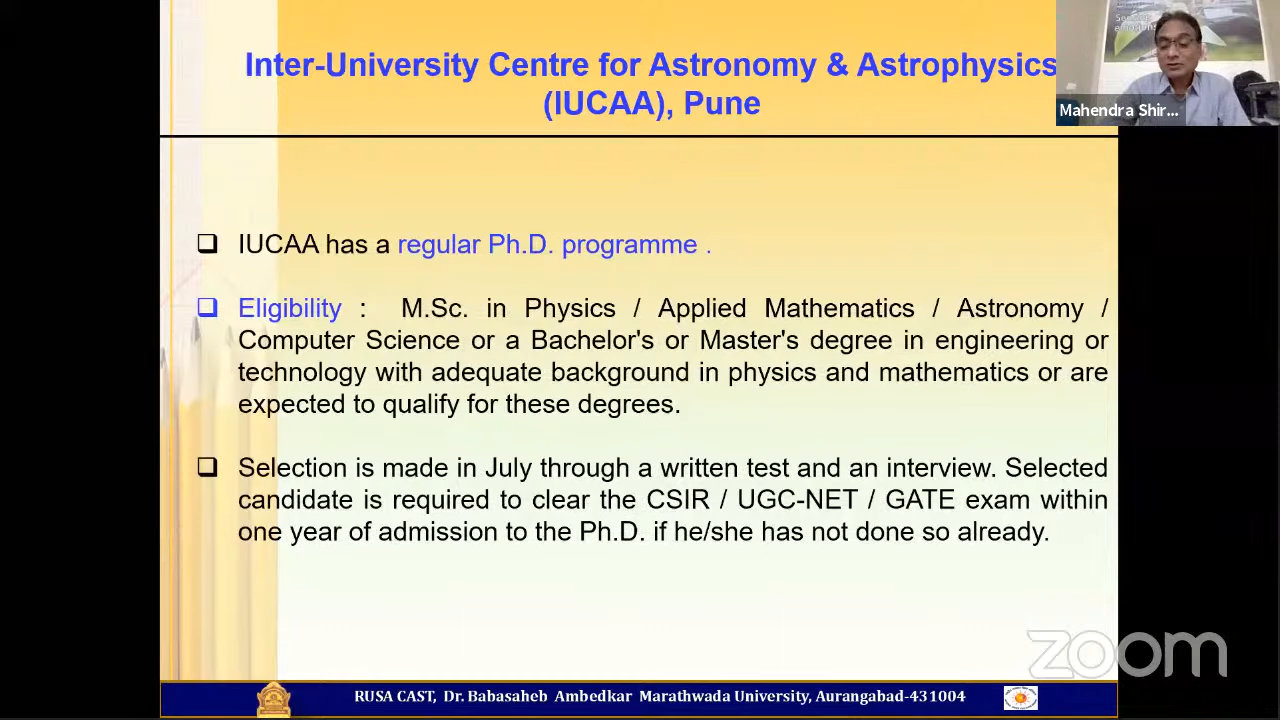 Inter-University Centre for Astronomy & Astrophysics
(IUCAA), Pune
Mahendra Shir...
IUCAA has a regular Ph.D. programme .
Eligibility : M.Sc. in Physics / Applied Mathematics / Astronomy /
Computer Science or a Bachelor's or Master's degree in engineering or
technology with adequate background in physics and mathematics or are
expected to qualify for these degrees.
Selection is made in July through a written test and an interview. Selected
candidate is required to clear the CSIR / UGC-NET / GATE exam within
one year of admission to the Ph.D. if he/she has not done so already.
zoom
RUSA CAST, Dr. Babasaheb Ambedkar Marathwada University, Aurangabad-431004